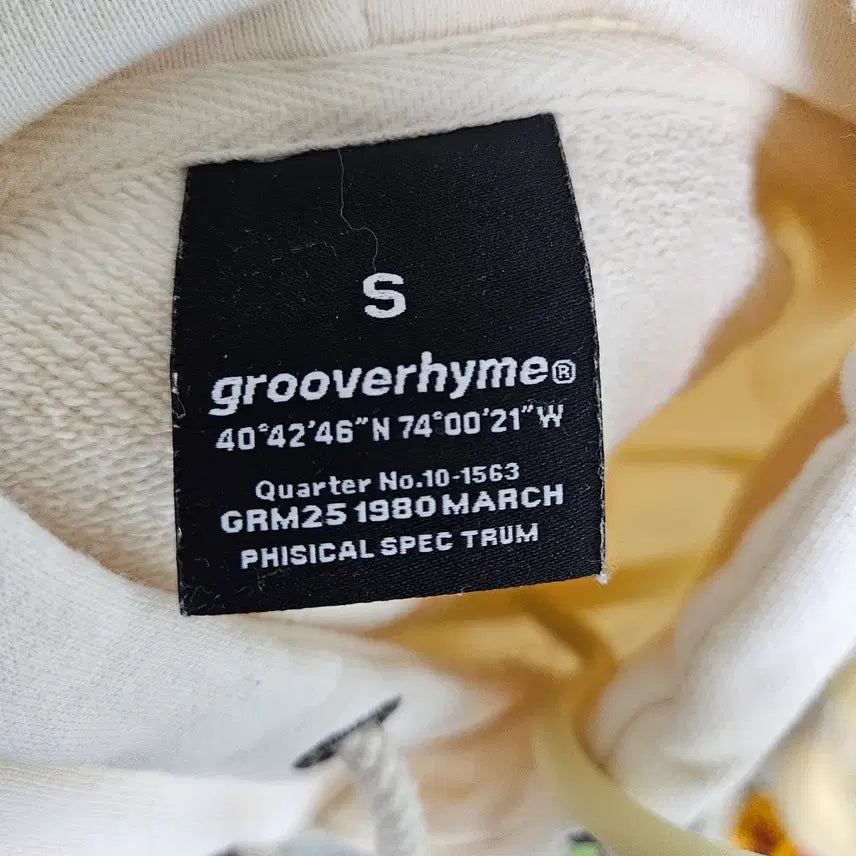 S
grooverhyme®
40°42'46"N 74°00'21"W
Quarter No.10-1563
GRM25 1980 MARCH
PHISICAL SPEC TRUM